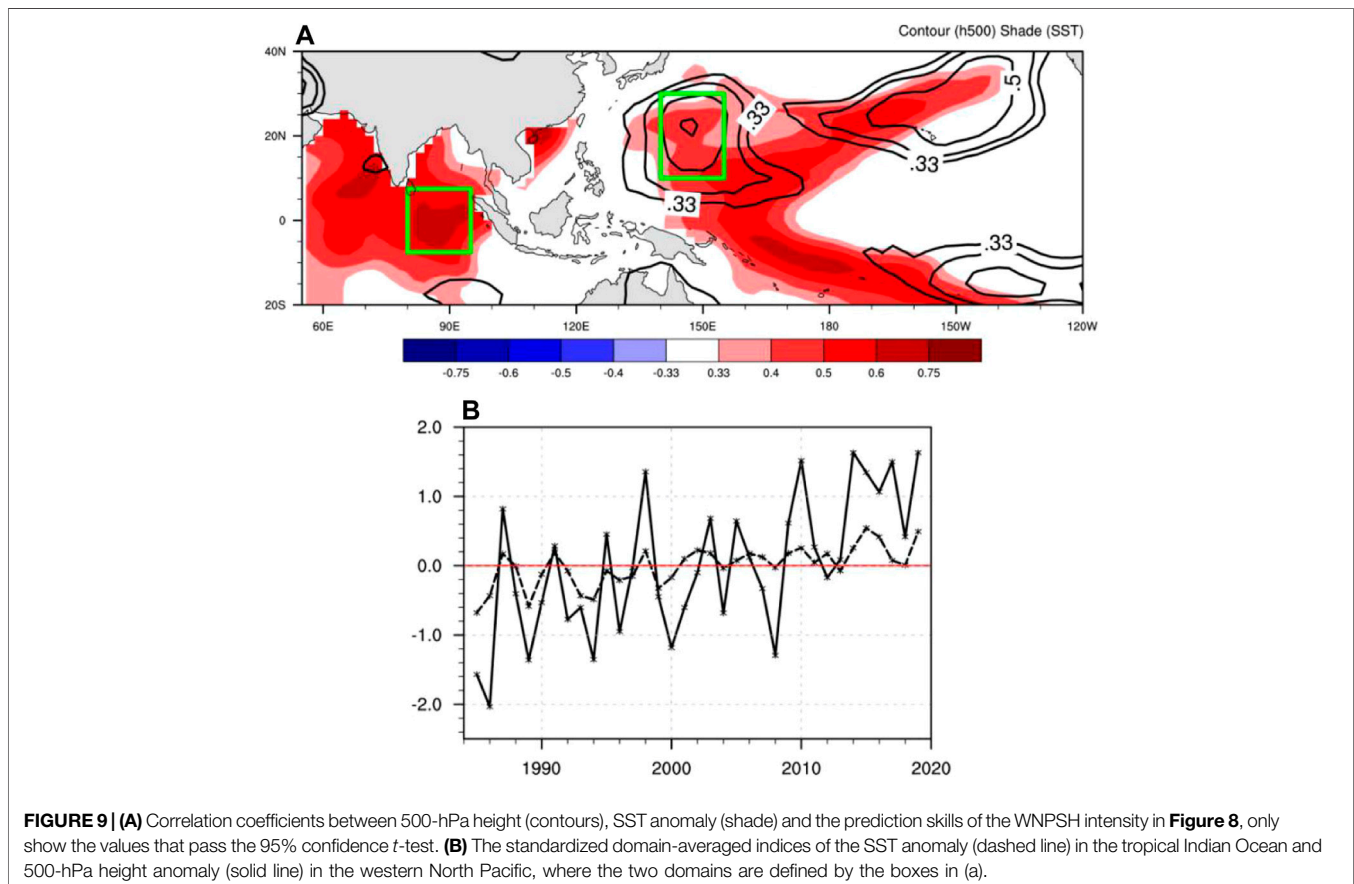 A
Contour (h500) Shade (SST)
40N
20N
0
20S
.33
.33
.5
.33
.33
60E 90E 120E 150E 180 150W 120W
-0.75 -0.6 -0.5 -0.4 -0.33 0.33 0.4 0.5 0.6 0.75
B
2.0
1.0
0.0
-1.0
-2.0
1990 2000 2010 2020
FIGURE 9 | (A) Correlation coefficients between 500-hPa height (contours), SST anomaly (shade) and the prediction skills of the WNPSH intensity in Figure 8, only
show the values that pass the 95% confidence t-test. (B) The standardized domain-averaged indices of the SST anomaly (dashed line) in the tropical Indian Ocean and
500-hPa height anomaly (solid line) in the western North Pacific, where the two domains are defined by the boxes in (a).